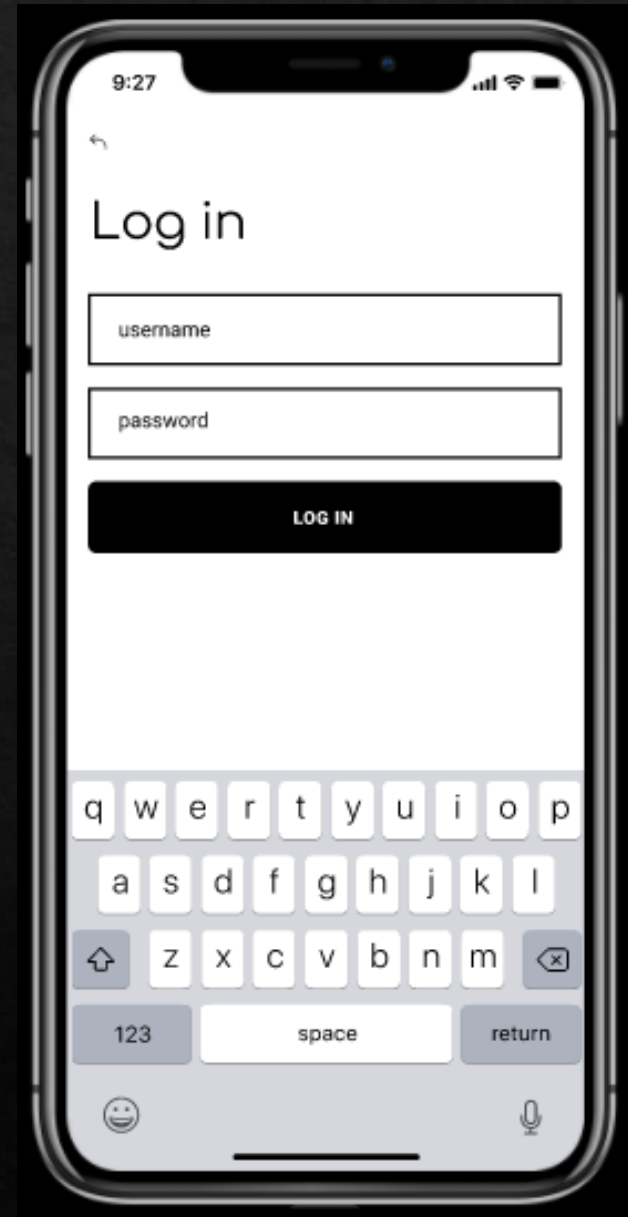 9:27
Log in
username
password
LOG IN
q w e r t y u i o p
a s d f g h j k l
z x c v b n m
123 space return